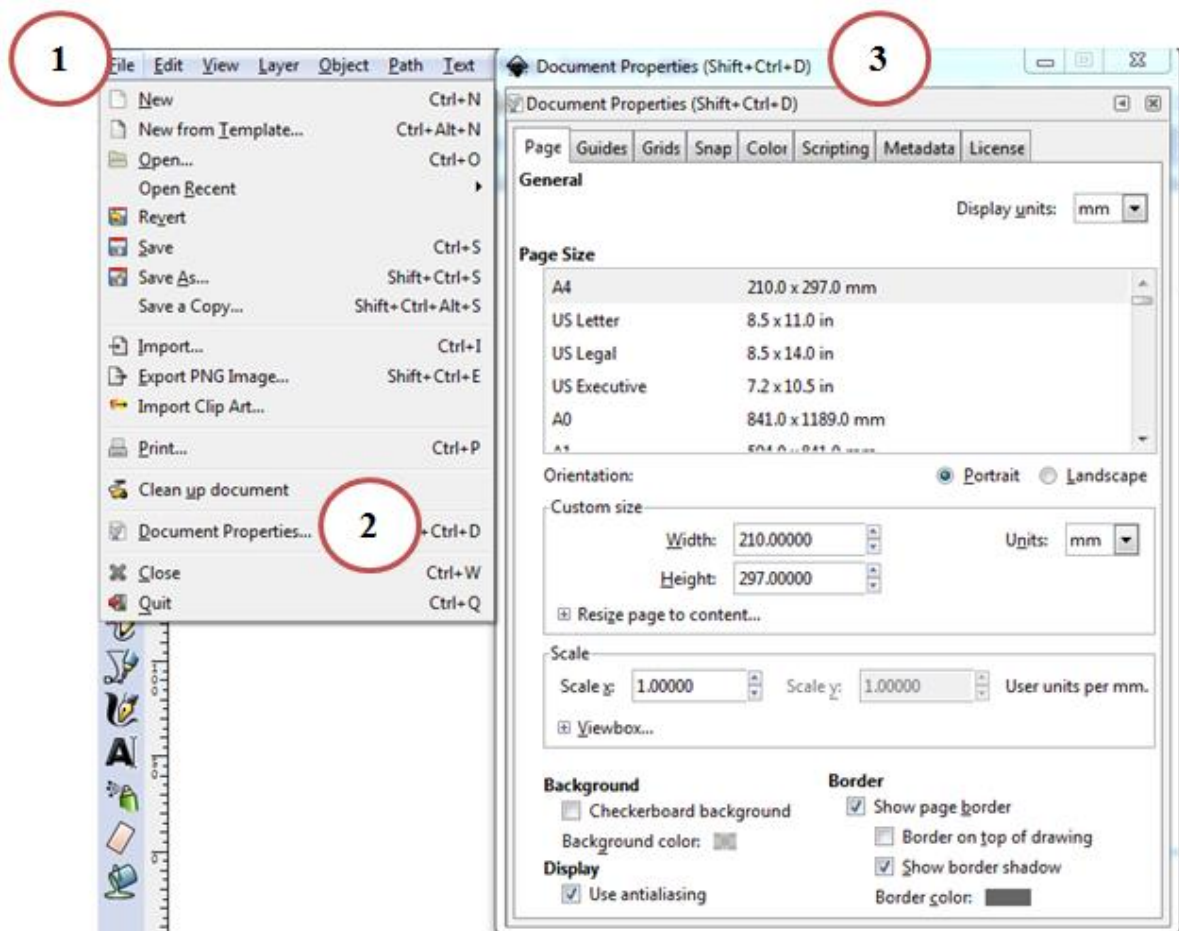 1
File Edit View Layer Object Path Text
New Ctrl+N
New from Template... Ctrl+Alt+N
Open... Ctrl+O
Open Recent
Revert
Save Ctrl+S
Save As... Shift+Ctrl+S
Save a Copy... Shift+Ctrl+Alt+S
Import... Ctrl+I
Export PNG Image... Shift+Ctrl+E
Import Clip Art...
Print... Ctrl+P
Clean up document
Document Properties... 2 +Ctrl+D
Close Ctrl+W
Quit Ctrl+Q
3
Document Properties (Shift+Ctrl+D)
Document Properties (Shift+Ctrl+D)
Page Guides Grids Snap Color Scripting Metadata License
General
Display units: mm
Page Size
A4 210.0 x 297.0 mm
US Letter 8.5 x 11.0 in
US Legal 8.5 x 14.0 in
US Executive 7.2 x 10.5 in
A0 841.0 x 1189.0 mm
Orientation: Portrait Landscape
Custom size
Width: 210.00000 Units: mm
Height: 297.00000
Resize page to content...
Scale
Scale x: 1.00000 Scale y: 1.00000 User units per mm.
Viewbox...
Background
Checkerboard background
Background color:
Display
Use antialiasing
Border
Show page border
Border on top of drawing
Show border shadow
Border color: